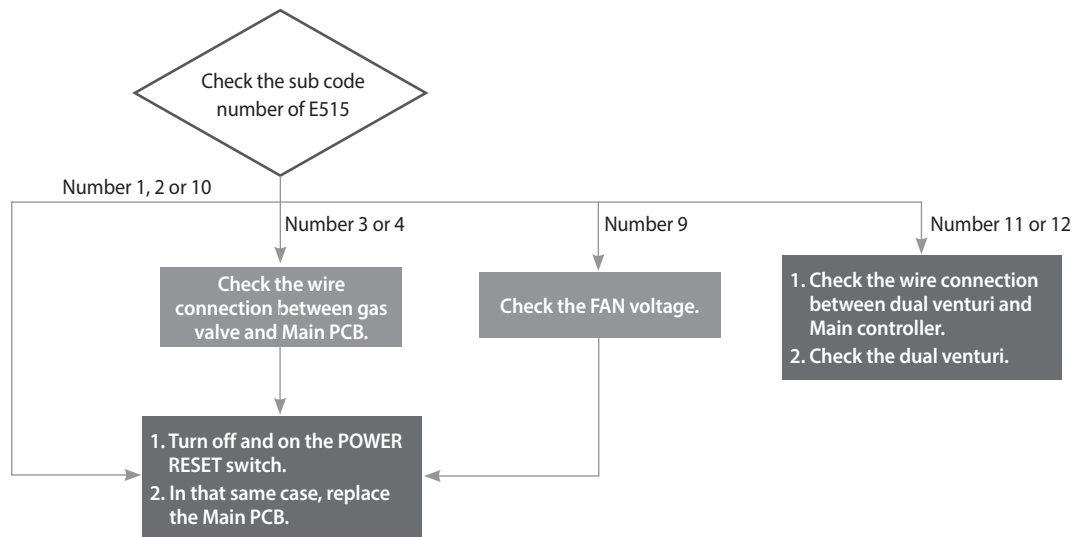 Check the sub code
number of E515
Number 1, 2 or 10
Number 3 or 4
Number 9
Number 11 or 12
Check the wire
connection between gas
valve and Main PCB.
Check the FAN voltage.
1. Check the wire connection
between dual venturi and
Main controller.
2. Check the dual venturi.
1. Turn off and on the POWER
RESET switch.
2. In that same case, replace
the Main PCB.